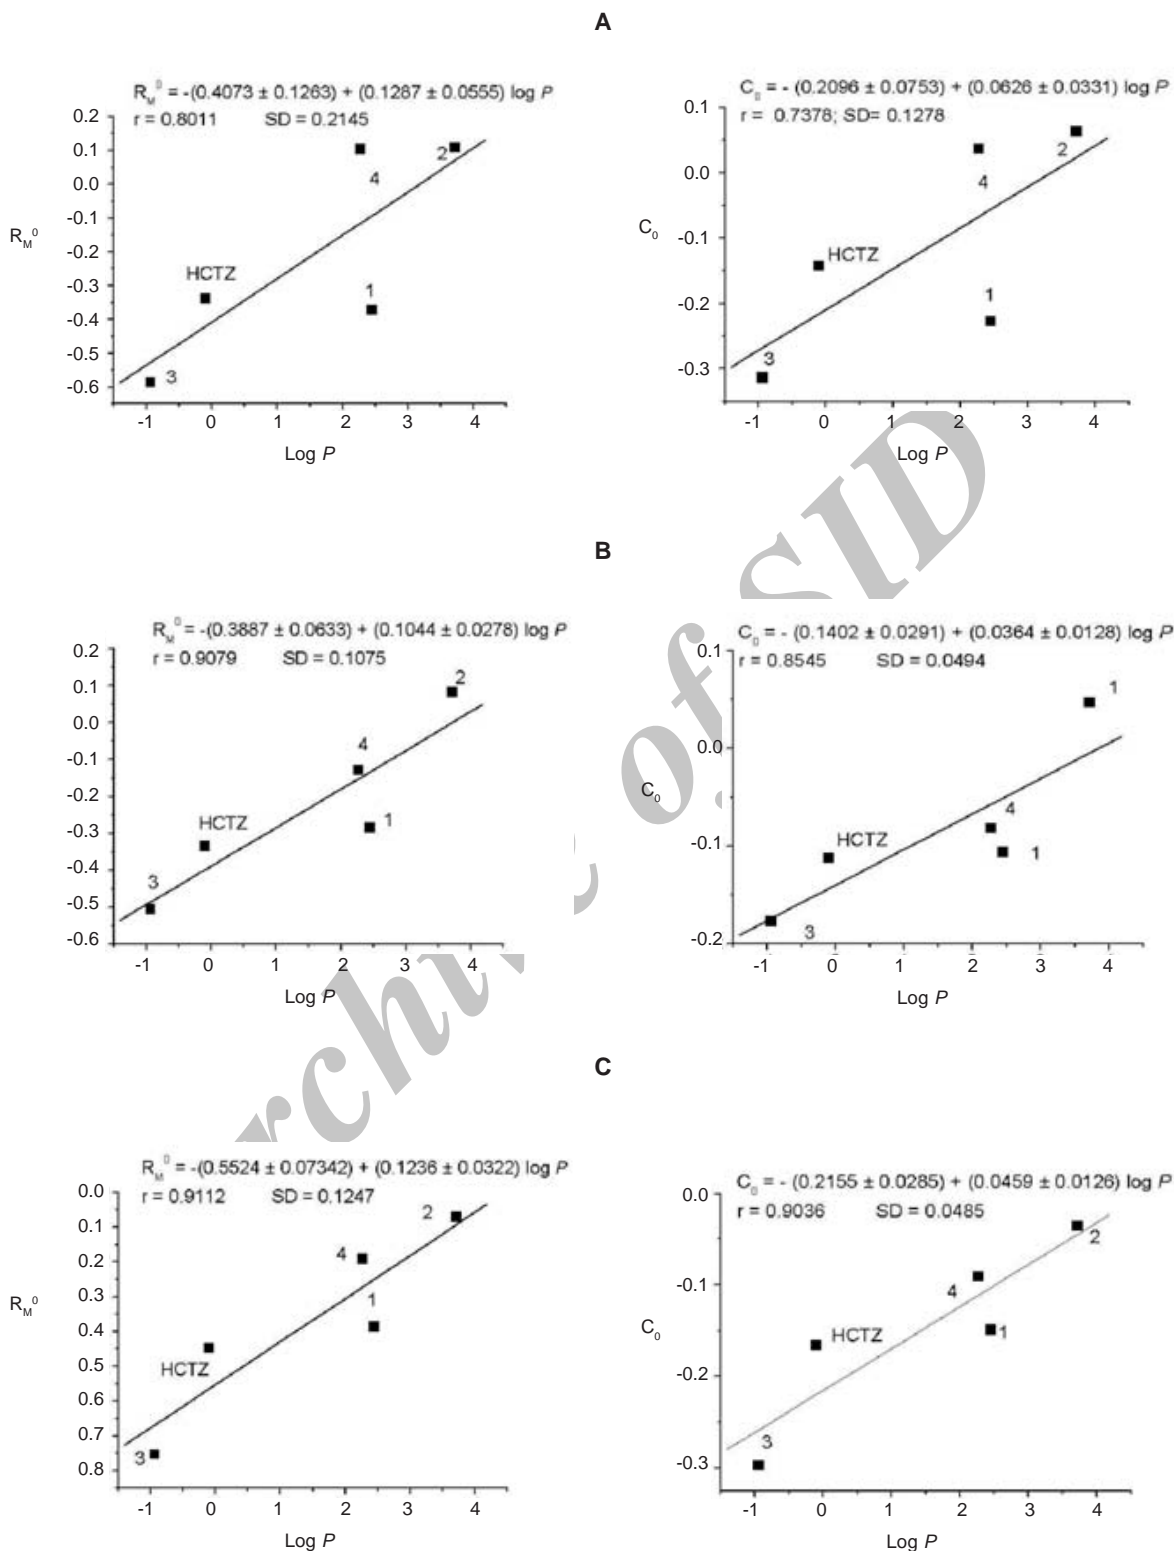 A
R_M^0 = -(0.4073 ± 0.1263) + (0.1287 ± 0.0555) log P
r = 0.8011 SD = 0.2145
0.2
0.1
0.0
-0.1
-0.2
-0.3
-0.4
-0.5
-0.6
R_M^0
HCTZ
1
2
3
4
-1 0 1 2 3 4
Log P
C_0 = - (0.2096 ± 0.0753) + (0.0626 ± 0.0331) log P
r = 0.7378; SD= 0.1278
0.1
0.0
-0.1
-0.2
-0.3
C_0
HCTZ
1
2
3
4
-1 0 1 2 3 4
Log P
B
R_M^0 = -(0.3887 ± 0.0633) + (0.1044 ± 0.0278) log P
r = 0.9079 SD = 0.1075
0.2
0.1
0.0
-0.1
-0.2
-0.3
-0.4
-0.5
-0.6
2
4
HCTZ
1
3
-1 0 1 2 3 4
Log P
C_0 = - (0.1402 ± 0.0291) + (0.0364 ± 0.0128) log P
r = 0.8545 SD = 0.0494
0.1
0.0
-0.1
-0.2
C_0
1
4
HCTZ
1
3
-1 0 1 2 3 4
Log P
C
R_M^0 = -(0.5524 ± 0.07342) + (0.1236 ± 0.0322) log P
r = 0.9112 SD = 0.1247
0.0
0.1
0.2
0.3
0.4
0.5
0.6
0.7
0.8
R_M^0
2
4
1
HCTZ
3
-1 0 1 2 3 4
Log P
C_0 = - (0.2155 ± 0.0285) + (0.0459 ± 0.0126) log P
r = 0.9036 SD = 0.0485
0.0
-0.1
-0.2
-0.3
C_0
2
4
1
HCTZ
3
-1 0 1 2 3 4
Log P
of SID